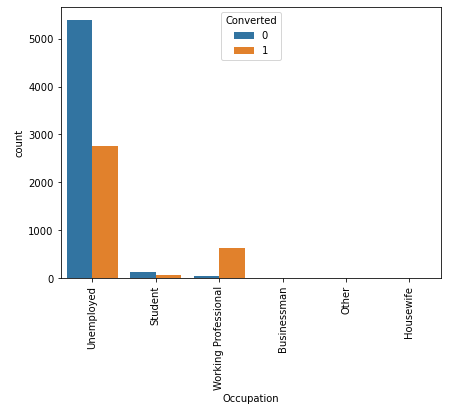 Converted
0
1
5000
4000
3000
2000
1000
0
count
Unemployed
Student
Working Professional
Businessman
Other
Housewife
Occupation